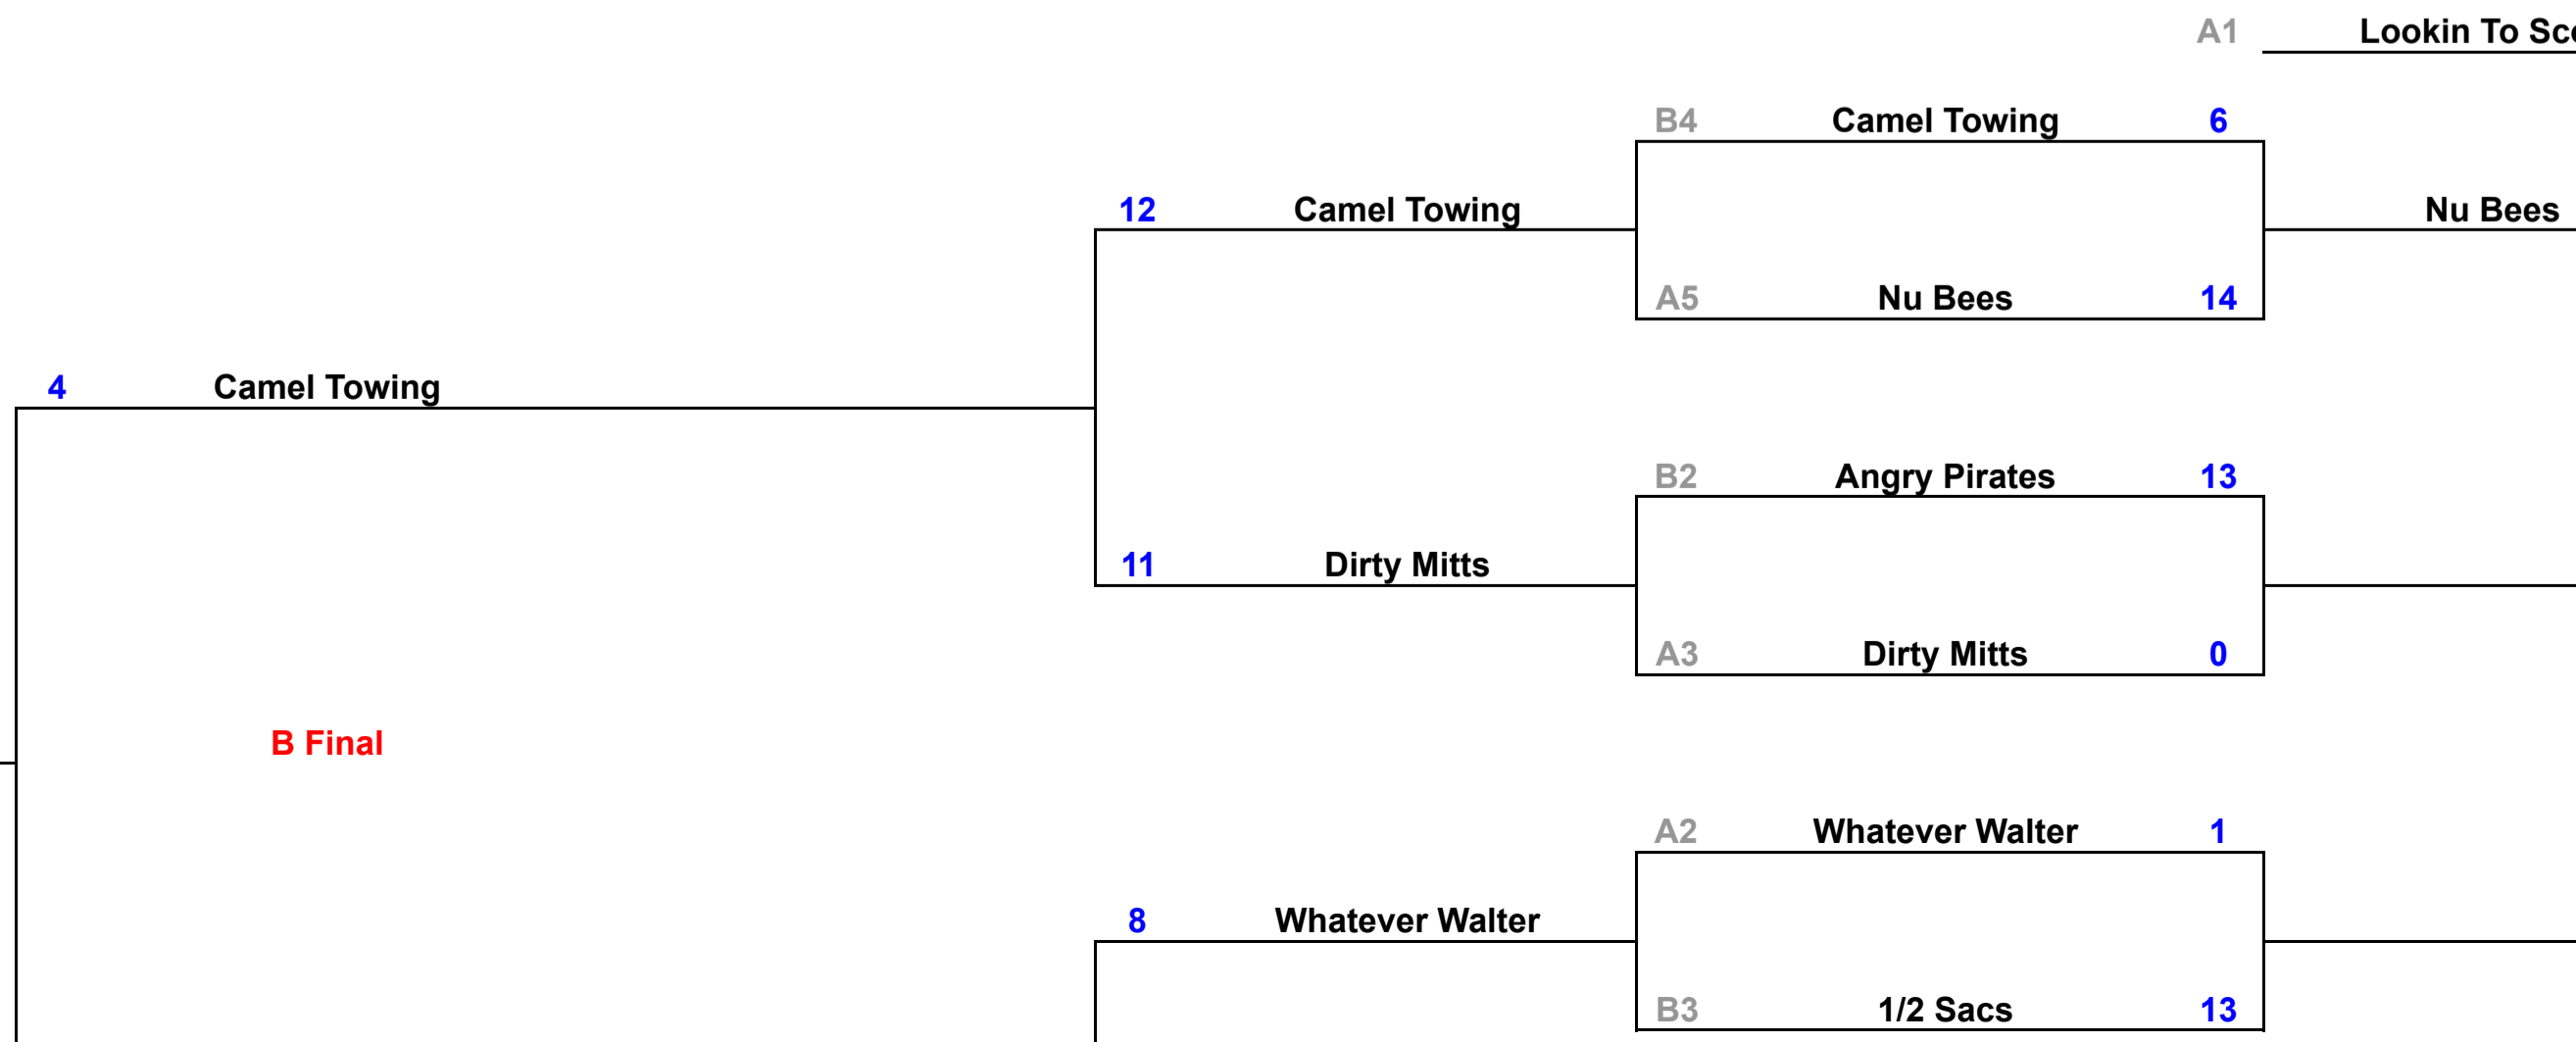 A1 Lookin To
B4 Camel Towing 6
12 Camel Towing Nu Bees
A5 Nu Bees 14
4 Camel Towing
B2 Angry Pirates 13
11 Dirty Mitts
A3 Dirty Mitts 0
B Final
A2 Whatever Walter 1
8 Whatever Walter
B3 1/2 Sacs 13